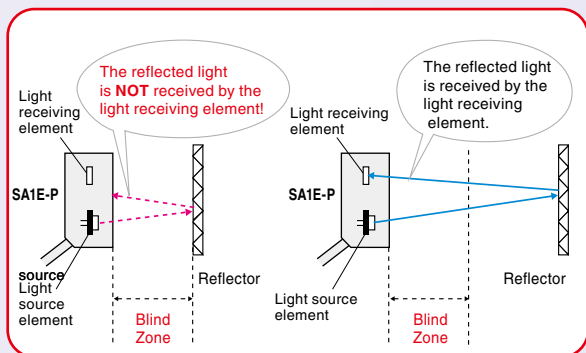 The reflected light
is NOT received by the
light receiving element!
Light
receiving
element
SA1E-P
source
Light
source
element
Reflector
Blind
Zone
The reflected light
is received by the
light receiving
element.
Light receiving
element
SA1E-P
Light source
element
Reflector
Blind
Zone